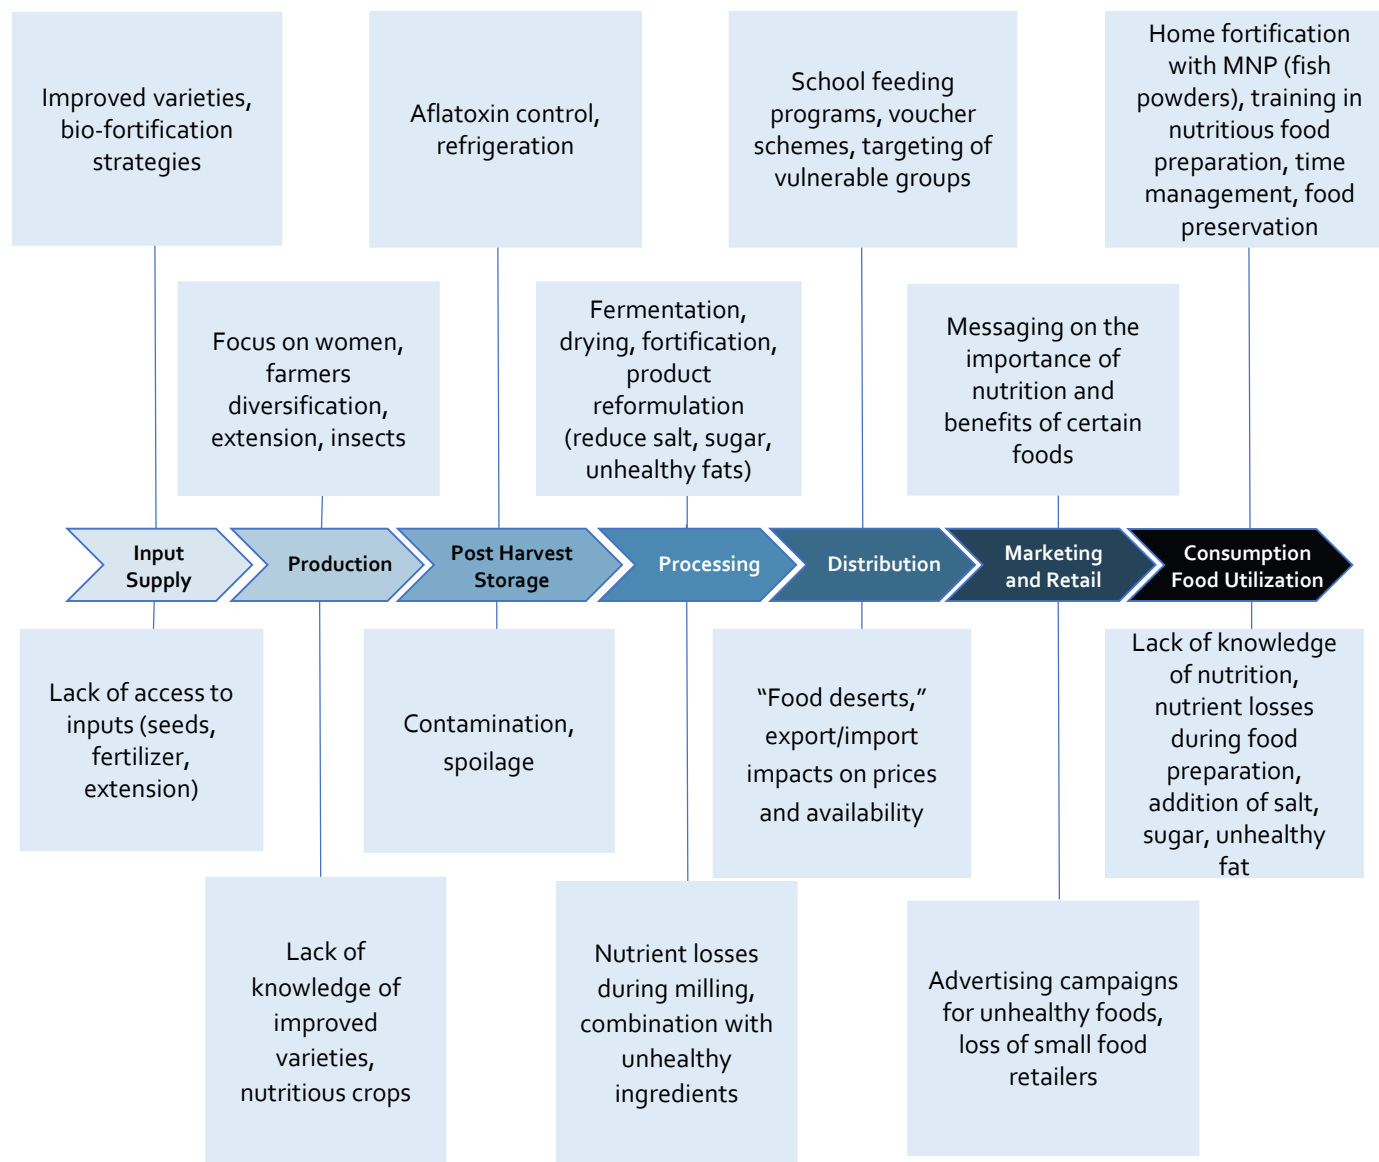 Improved varieties,
bio-fortification
strategies
Aflatoxin control,
refrigeration
School feeding
programs, voucher
schemes, targeting of
vulnerable groups
Home fortification
with MNP (fish
powders), training in
nutritious food
preparation, time
management, food
preservation
Focus on women,
farmers
diversification,
extension, insects
Fermentation,
drying, fortification,
product
reformulation
(reduce salt, sugar,
unhealthy fats)
Messaging on the
importance of
nutrition and
benefits of certain
foods
Input
Supply
Production
Post Harvest
Storage
Processing
Distribution
Marketing
and Retail
Consumption
Food Utilization
Lack of access to
inputs (seeds,
fertilizer,
extension)
Contamination,
spoilage
“Food deserts,”
export/import
impacts on prices
and availability
Lack of knowledge
of nutrition,
nutrient losses
during food
preparation,
addition of salt,
sugar, unhealthy
fat
Lack of
knowledge of
improved
varieties,
nutritious crops
Nutrient losses
during milling,
combination with
unhealthy
ingredients
Advertising campaigns
for unhealthy foods,
loss of small food
retailers